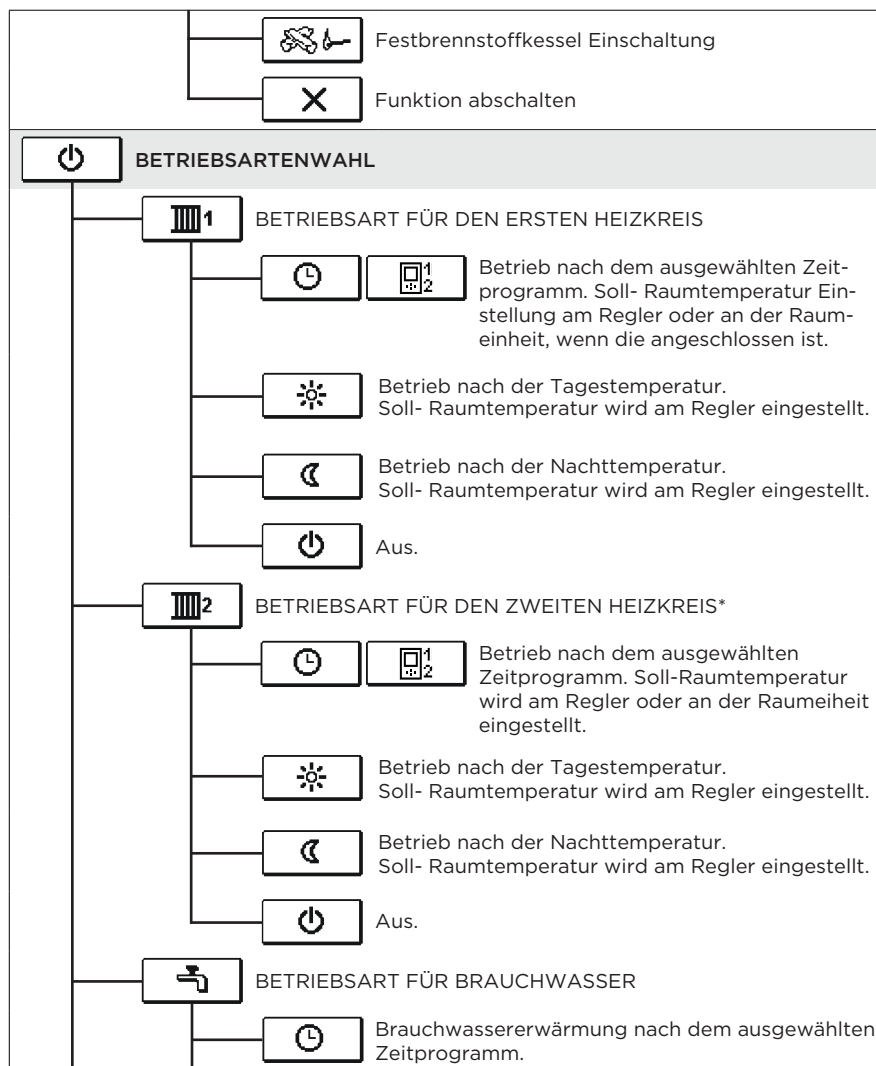 Festbrennstoffkessel Einschaltung
Funktion abschalten
BETRIEBSARTENWAHL
1
BETRIEBSART FÜR DEN ERSTEN HEIZKREIS
1
2
Betrieb nach dem ausgewählten Zeit-
programm. Soll- Raumtemperatur Ein-
stellung am Regler oder an der Raum-
einheit, wenn die angeschlossen ist.
Betrieb nach der Tagestemperatur.
Soll- Raumtemperatur wird am Regler eingestellt.
Betrieb nach der Nachttemperatur.
Soll- Raumtemperatur wird am Regler eingestellt.
Aus.
2
BETRIEBSART FÜR DEN ZWEITEN HEIZKREIS*
1
2
Betrieb nach dem ausgewählten
Zeitprogramm. Soll-Raumtemperatur
wird am Regler oder an der Raumeiheit
eingestellt.
Betrieb nach der Tagestemperatur.
Soll- Raumtemperatur wird am Regler eingestellt.
Betrieb nach der Nachttemperatur.
Soll- Raumtemperatur wird am Regler eingestellt.
Aus.
BETRIEBSART FÜR BRAUCHWASSER
Brauchwassererwärmung nach dem ausgewählten
Zeitprogramm.